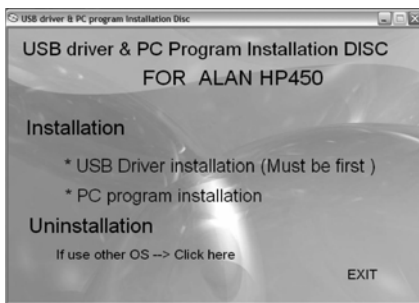 USB driver & PC program Installation Disc
USB driver & PC Program Installation DISC
FOR ALAN HP450
Installation
* USB Driver installation (Must be first )
* PC program installation
Uninstallation
If use other OS --> Click here
EXIT